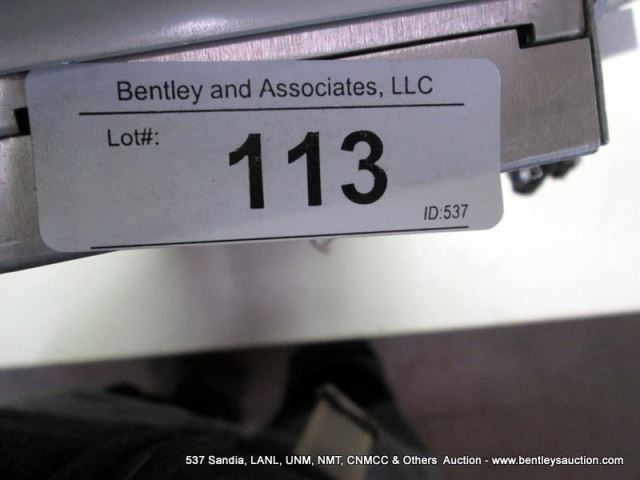 Bentley and Associates, LLC
Lot#:
113
ID:537
537 Sandia, LANL, UNM, NMT, CNMCC & Others Auction - www.bentleysauction.com